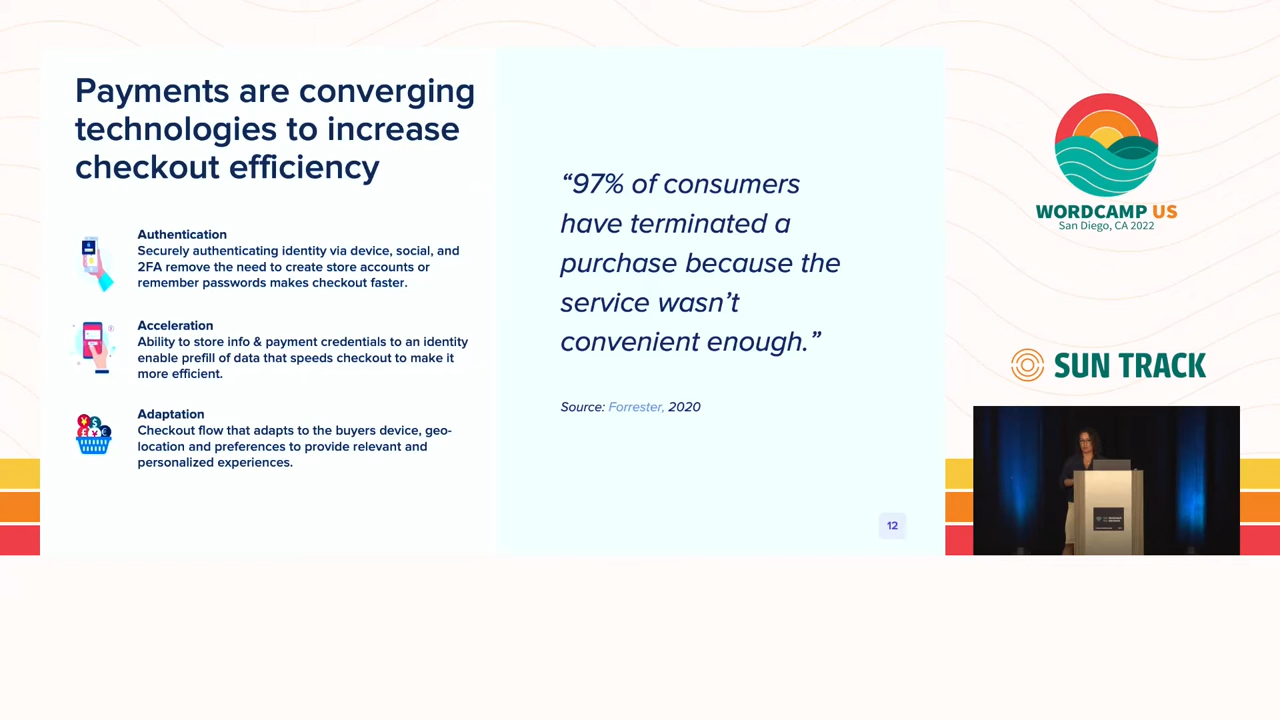 Payments are converging
technologies to increase
checkout efficiency
Authentication
Securely authenticating identity via device, social, and
2FA remove the need to create store accounts or
remember passwords makes checkout faster.
Acceleration
Ability to store info & payment credentials to an identity
enable prefill of data that speeds checkout to make it
more efficient.
Adaptation
Checkout flow that adapts to the buyers device, geo-
location and preferences to provide relevant and
personalized experiences.
“97% of consumers
have terminated a
purchase because the
service wasn’t
convenient enough.”
Source: Forrester, 2020
12
WORDCAMP US
San Diego, CA 2022
SUN TRACK